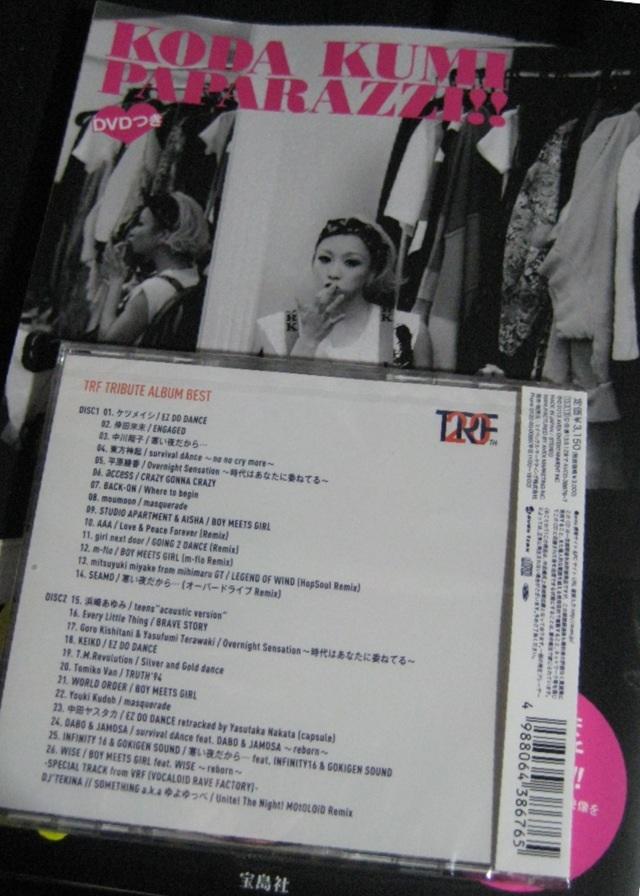 KODA KUMI
PAPARAZZI!!
DVDつき
TRF TRIBUTE ALBUM BEST
TRF 20TH
DISC1 01. ケツメイシ / EZ DO DANCE
02. 倖田來未 / ENGAGED
03. 中川翔子 / 寒い夜だから…
04. 東方神起 / survival dAnce 〜no no cry more〜
05. 平原綾香 / Overnight Sensation 〜時代はあなたに委ねてる〜
06. access / CRAZY GONNA CRAZY
07. BACK-ON / Where to begin
08. moumoon / masquerade
09. STUDIO APARTMENT & AISHA / BOY MEETS GIRL
10. AAA / Love & Peace Forever (Remix)
11. girl next door / GOING 2 DANCE (Remix)
12. m-flo / BOY MEETS GIRL (m-flo Remix)
13. mitsuyuki miyake from mihimaru GT / LEGEND OF WIND (HopSoul Remix)
14. SEAMO / 寒い夜だから… (オーバードライブ Remix)
DISC2 15. 浜崎あゆみ / teens"acoustic version"
16. Every Little Thing / BRAVE STORY
17. Goro Kishitani & Yasufumi Terawaki / Overnight Sensation 〜時代はあなたに委ねてる〜
18. KEIKO / EZ DO DANCE
19. T.M.Revolution / Silver and Gold dance
20. Tomiko Van / TRUTH'94
21. WORLD ORDER / BOY MEETS GIRL
22. Youki Kudoh / masquerade
23. 中田ヤスタカ / EZ DO DANCE retracked by Yasutaka Nakata (capsule)
24. DABO & JAMOSA / survival dAnce feat. DABO & JAMOSA 〜reborn〜
25. INFINITY 16 & GOKIGEN SOUND / 寒い夜だから… feat. INFINITY16 & GOKIGEN SOUND
26. WISE / BOY MEETS GIRL feat. WISE 〜reborn〜
-SPECIAL TRACK from VRF (VOCALOID RAVE FACTORY)-
DJ'TEKINA // SOMETHING a.k.a ゆよゆっぺ / Unite! The Night! MOtOLOiD Remix
定価¥3,150
4 988064 386765
宝島社